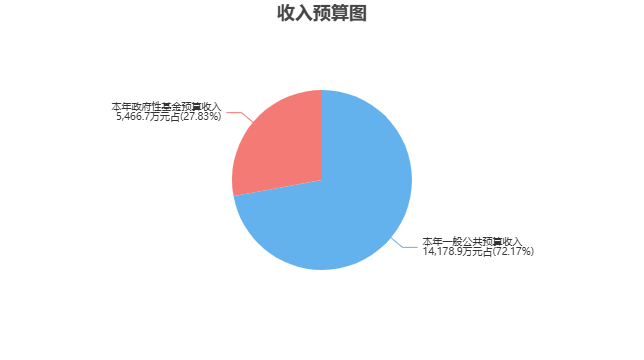 收入预算图
本年政府性基金预算收入
5,466.7万元占(27.83%)
本年一般公共预算收入
14,178.9万元占(72.17%)